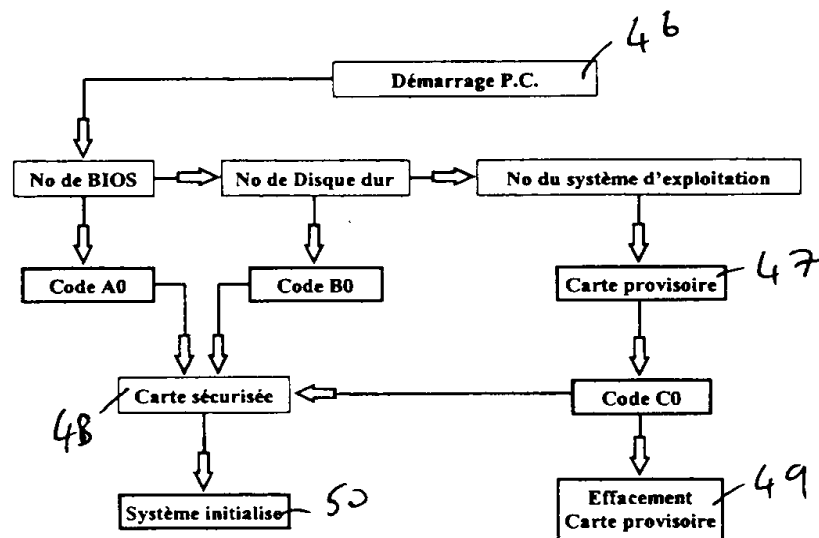 46
Démarrage P.C.
No de BIOS
No de Disque dur
No du système d'exploitation
Code A0
Code B0
Carte provisoire
47
Carte sécurisée
Code C0
48
Système initialise
50
Effacement
Carte provisoire
49